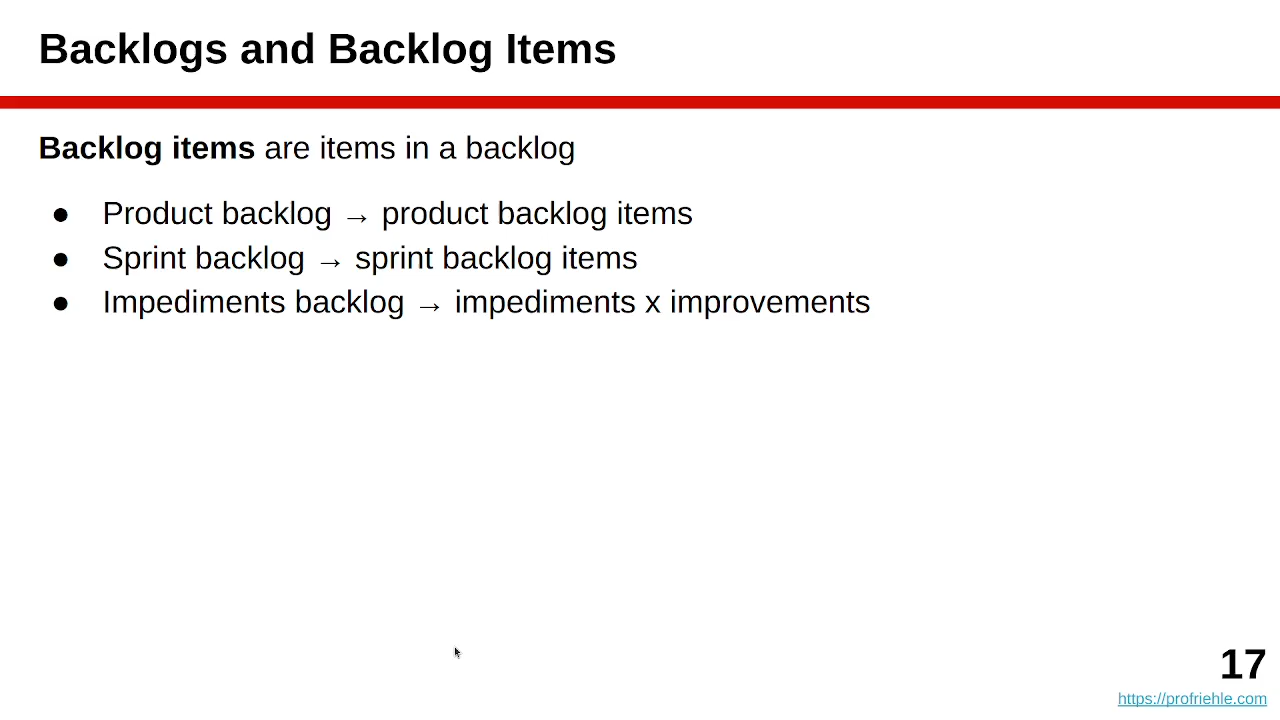 Backlogs and Backlog Items
Backlog items are items in a backlog
● Product backlog → product backlog items
● Sprint backlog → sprint backlog items
● Impediments backlog → impediments x improvements
17
https://profriehle.com